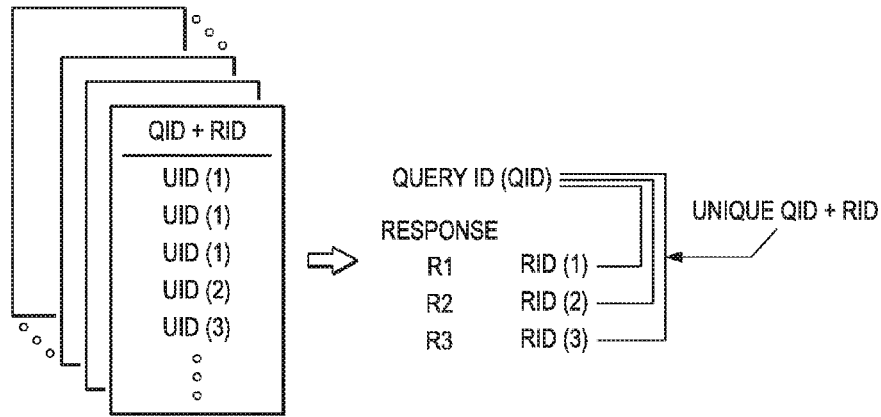 QID + RID
UID (1)
UID (1)
UID (1)
UID (2)
UID (3)
QUERY ID (QID)
RESPONSE
R1 RID (1)
R2 RID (2)
R3 RID (3)
UNIQUE QID + RID